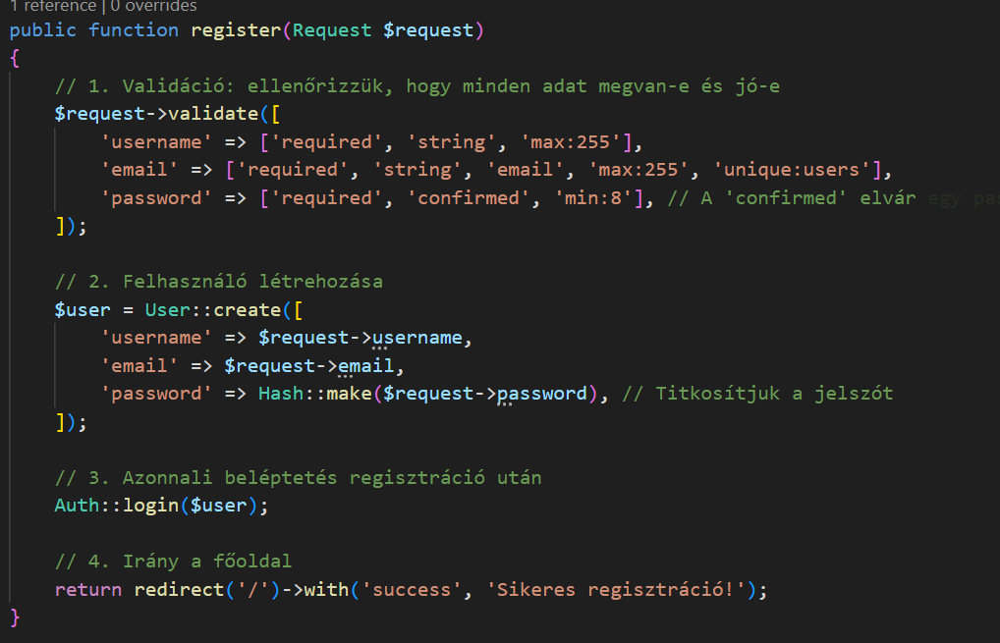 1 reference | 0 overrides
public function register(Request $request)
{
// 1. Validáció: ellenőrizzük, hogy minden adat megvan-e és jó-e
$request->validate([
'username' => ['required', 'string', 'max:255'],
'email' => ['required', 'string', 'email', 'max:255', 'unique:users'],
'password' => ['required', 'confirmed', 'min:8'], // A 'confirmed' elvár egy
]);
// 2. Felhasználó létrehozása
$user = User::create([
'username' => $request->username,
'email' => $request->email,
'password' => Hash::make($request->password), // Titkosítjuk a jelszót
]);
// 3. Azonnali beléptetés regisztráció után
Auth::login($user);
// 4. Irány a főoldal
return redirect('/')->with('success', 'Sikeres regisztráció!');
}